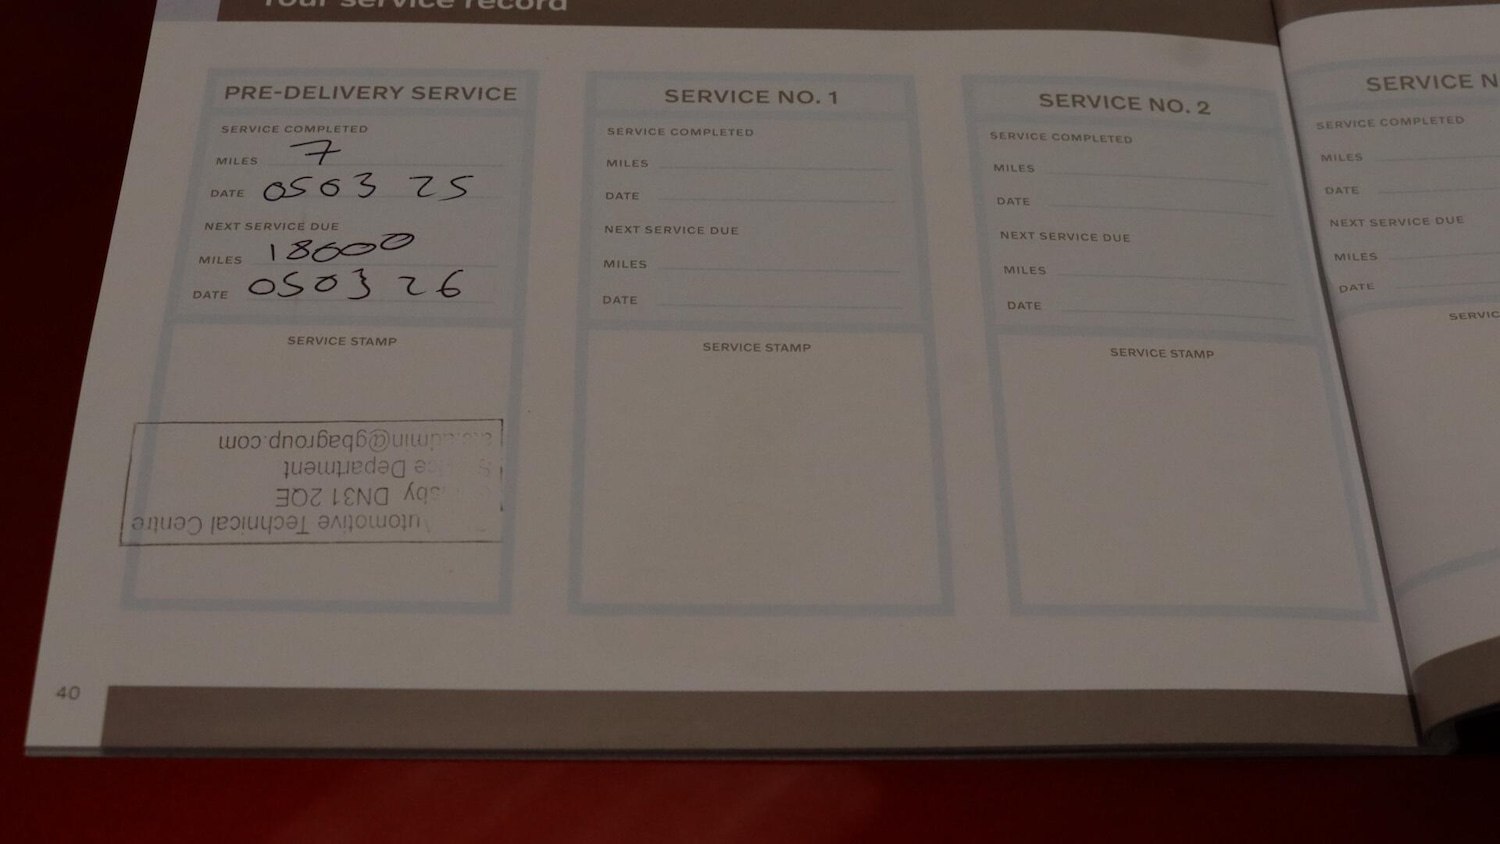 Your service record
PRE-DELIVERY SERVICE
SERVICE COMPLETED
MILES 7
DATE 050325
NEXT SERVICE DUE
MILES 18000
DATE 050326
SERVICE STAMP
Automotive Technical Centre
DN31 2QE
Department
@gbagroup.com
SERVICE NO. 1
SERVICE COMPLETED
MILES
DATE
NEXT SERVICE DUE
MILES
DATE
SERVICE STAMP
SERVICE NO. 2
SERVICE COMPLETED
MILES
DATE
NEXT SERVICE DUE
MILES
DATE
SERVICE STAMP
SERVICE
SERVICE COMPLETED
MILES
DATE
NEXT SERVICE DUE
MILES
DATE
40